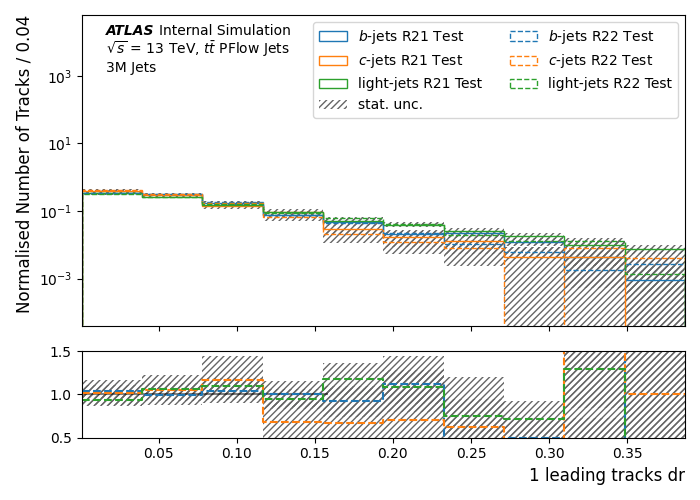 ATLAS Internal Simulation
√s = 13 TeV, tt̄ PFlow Jets
3M Jets
b-jets R21 Test
c-jets R21 Test
light-jets R21 Test
stat. unc.
b-jets R22 Test
c-jets R22 Test
light-jets R22 Test
Normalised Number of Tracks / 0.04
10³
10¹
10⁻¹
10⁻³
1.5
1.0
0.5
0.05 0.10 0.15 0.20 0.25 0.30 0.35
1 leading tracks dr